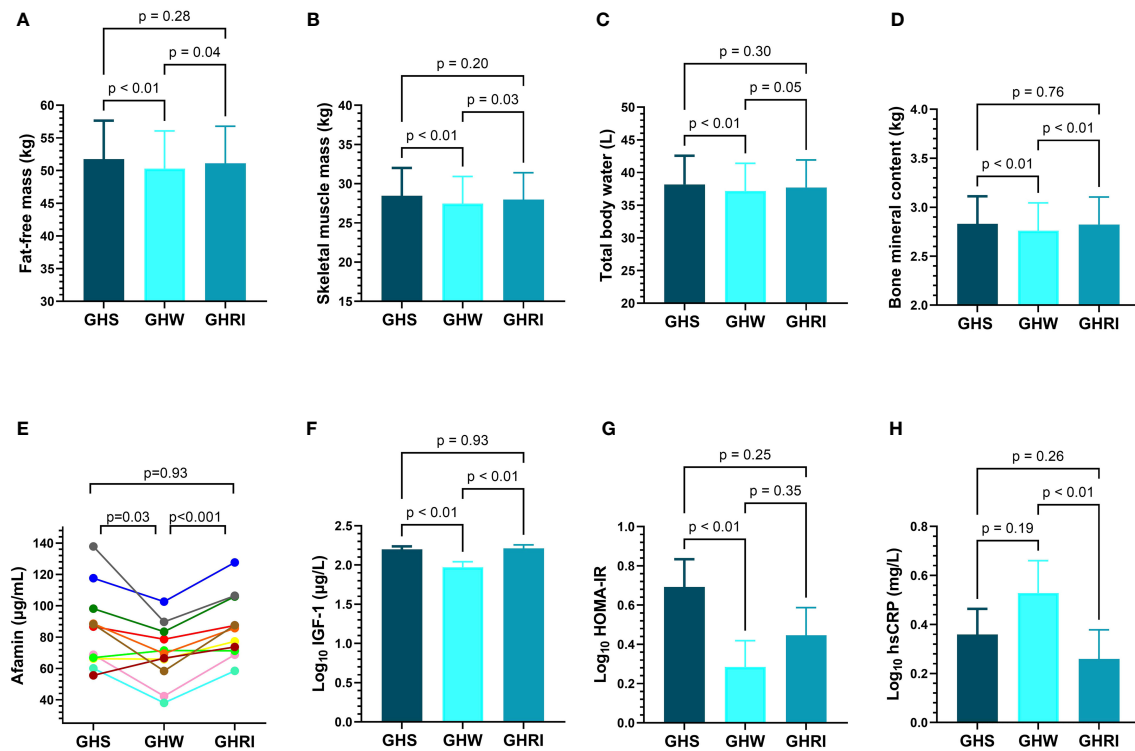 A
p = 0.28
p = 0.04
p < 0.01
Fat-free mass (kg)
60
55
50
45
40
35
30
GHS GHW GHRI
B
p = 0.20
p = 0.03
p < 0.01
Skeletal muscle mass (kg)
40
35
30
25
20
15
GHS GHW GHRI
C
p = 0.30
p = 0.05
p < 0.01
Total body water (L)
50
45
40
35
30
25
20
GHS GHW GHRI
D
p = 0.76
p < 0.01
p < 0.01
Bone mineral content (kg)
4.0
3.5
3.0
2.5
2.0
GHS GHW GHRI
E
p=0.93
p=0.03 p<0.001
Afamin (µg/mL)
140
120
100
80
60
40
GHS GHW GHRI
F
p = 0.93
p < 0.01
p < 0.01
Log₁₀ IGF-1 (µg/L)
2.5
2.0
1.5
1.0
0.5
0.0
GHS GHW GHRI
G
p = 0.25
p = 0.35
p < 0.01
Log₁₀ HOMA-IR
1.0
0.8
0.6
0.4
0.2
0.0
GHS GHW GHRI
H
p = 0.26
p < 0.01
p = 0.19
Log₁₀ hsCRP (mg/L)
0.8
0.6
0.4
0.2
0.0
GHS GHW GHRI